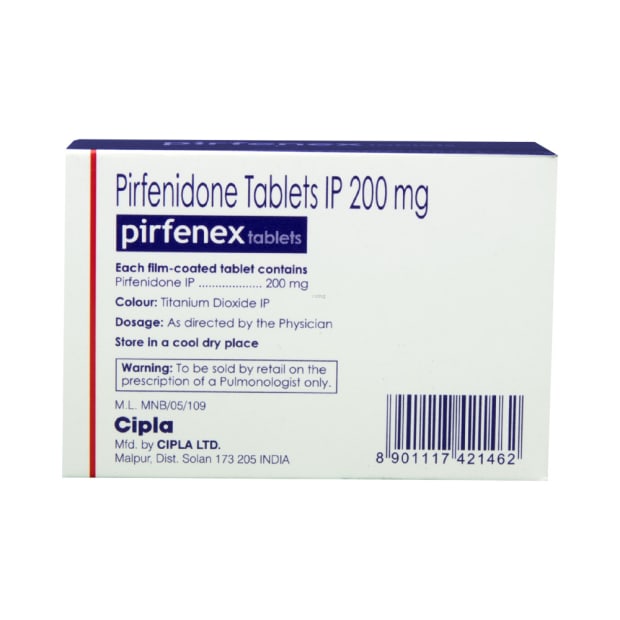 pirfenex tablets
Pirfenidone Tablets IP 200 mg
pirfenex tablets
Each film-coated tablet contains
Pirfenidone IP ................... 200 mg
Colour: Titanium Dioxide IP
Dosage: As directed by the Physician
Store in a cool dry place
Warning: To be sold by retail on the
prescription of a Pulmonologist only.
M.L. MNB/05/109
Cipla
Mfd. by CIPLA LTD.
Malpur, Dist. Solan 173 205 INDIA
8 901117 421462